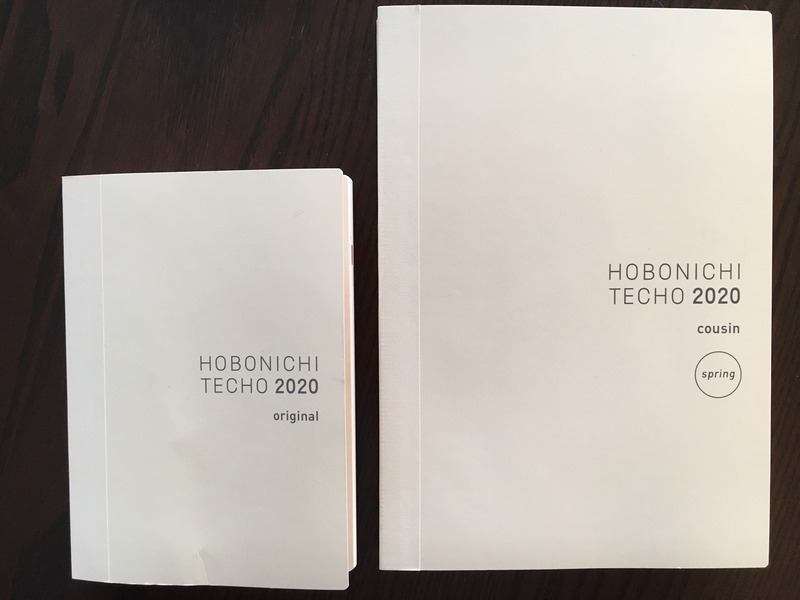 HOBONICHI
TECHO 2020
original
HOBONICHI
TECHO 2020
cousin
spring